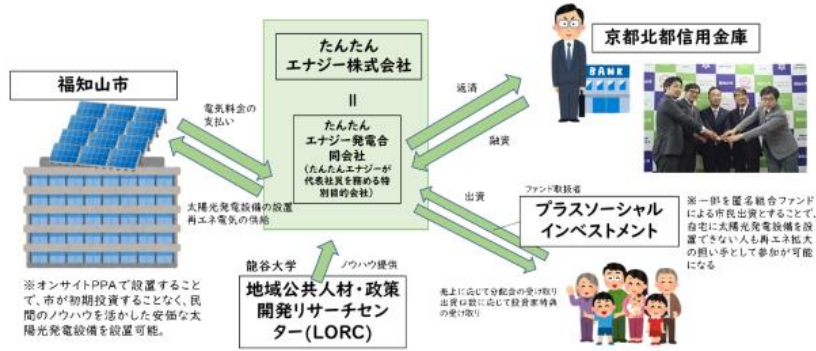 福知山市
電気料金の
支払い
太陽光発電設備の設置
再エネ電気の供給
※オンサイトPPAで設置すること
で、市が初期投資することなく、民
間のノウハウを活かした安価な太
陽光発電設備を設置可能。
たんたん
エナジー株式会社
=
たんたん
エナジー発電合
同会社
(たんたんエナジーが
代表社員を務める特
別目的会社)
龍谷大学
ノウハウ提供
地域公共人材・政策
開発リサーチセン
ター(LORC)
返済
融資
京都北都信用金庫
BANK
出資
ファンド取扱者
プラスソーシャル
インベストメント
※一部を匿名組合ファンド
による市民出資とすることで、
自宅に太陽光発電設備を設
置できない人も再エネ拡大
の担い手として参加が可能
になる
売上に応じて分配金の受け取り
出資口数に応じて投資家特典
の受け取り